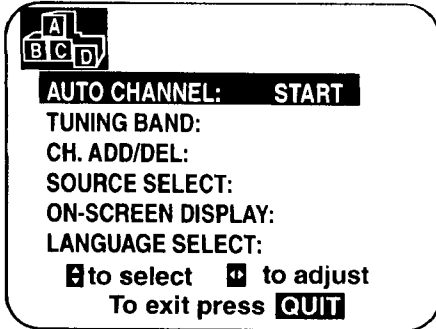 A
B C D
AUTO CHANNEL: START
TUNING BAND:
CH. ADD/DEL:
SOURCE SELECT:
ON-SCREEN DISPLAY:
LANGUAGE SELECT:
to select to adjust
To exit press QUIT